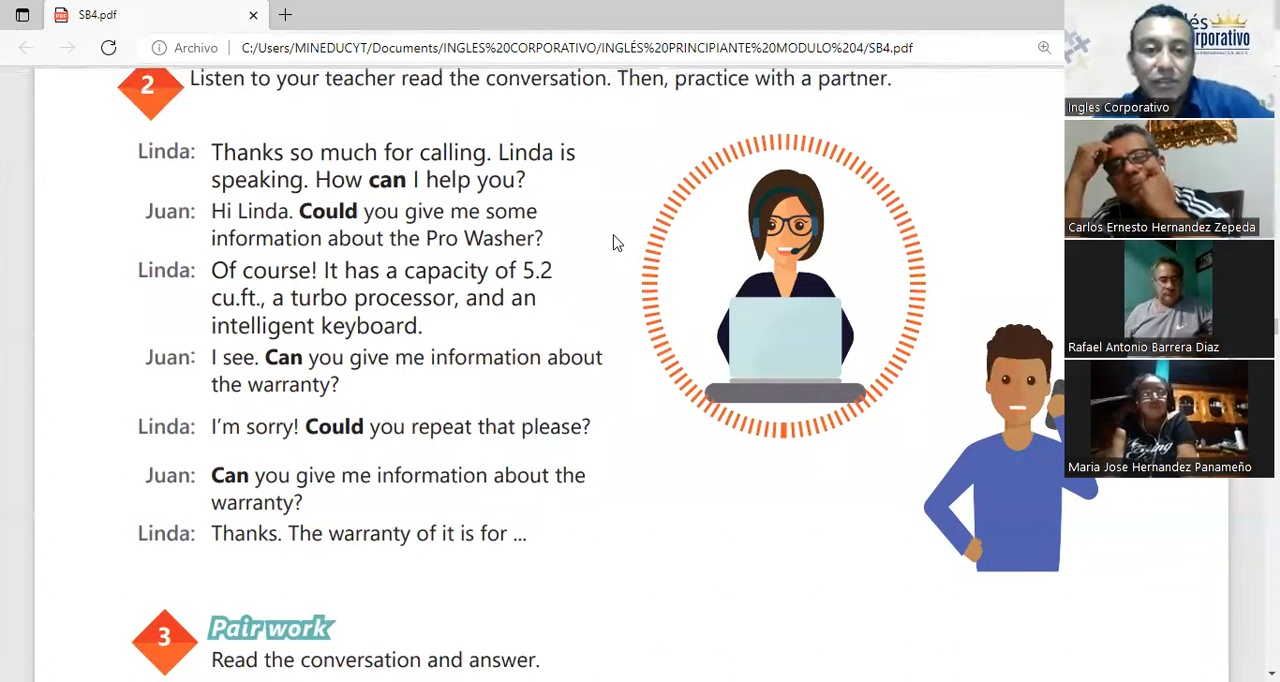 SB4.pdf
Archivo
C:/Users/MINEDUCYT/Documents/INGLES%20CORPORATIVO/INGLÉS%20PRINCIPIANTE%20MODULO%204/SB4.pdf
2
Listen to your teacher read the conversation. Then, practice with a partner.
Linda: Thanks so much for calling. Linda is
speaking. How can I help you?
Juan: Hi Linda. Could you give me some
information about the Pro Washer?
Linda: Of course! It has a capacity of 5.2
cu.ft., a turbo processor, and an
intelligent keyboard.
Juan: I see. Can you give me information about
the warranty?
Linda: I'm sorry! Could you repeat that please?
Juan: Can you give me information about the
warranty?
Linda: Thanks. The warranty of it is for ...
3
Pair work
Read the conversation and answer.
Ingles Corporativo
Carlos Ernesto Hernandez Zepeda
Rafael Antonio Barrera Diaz
Maria Jose Hernandez Panameño